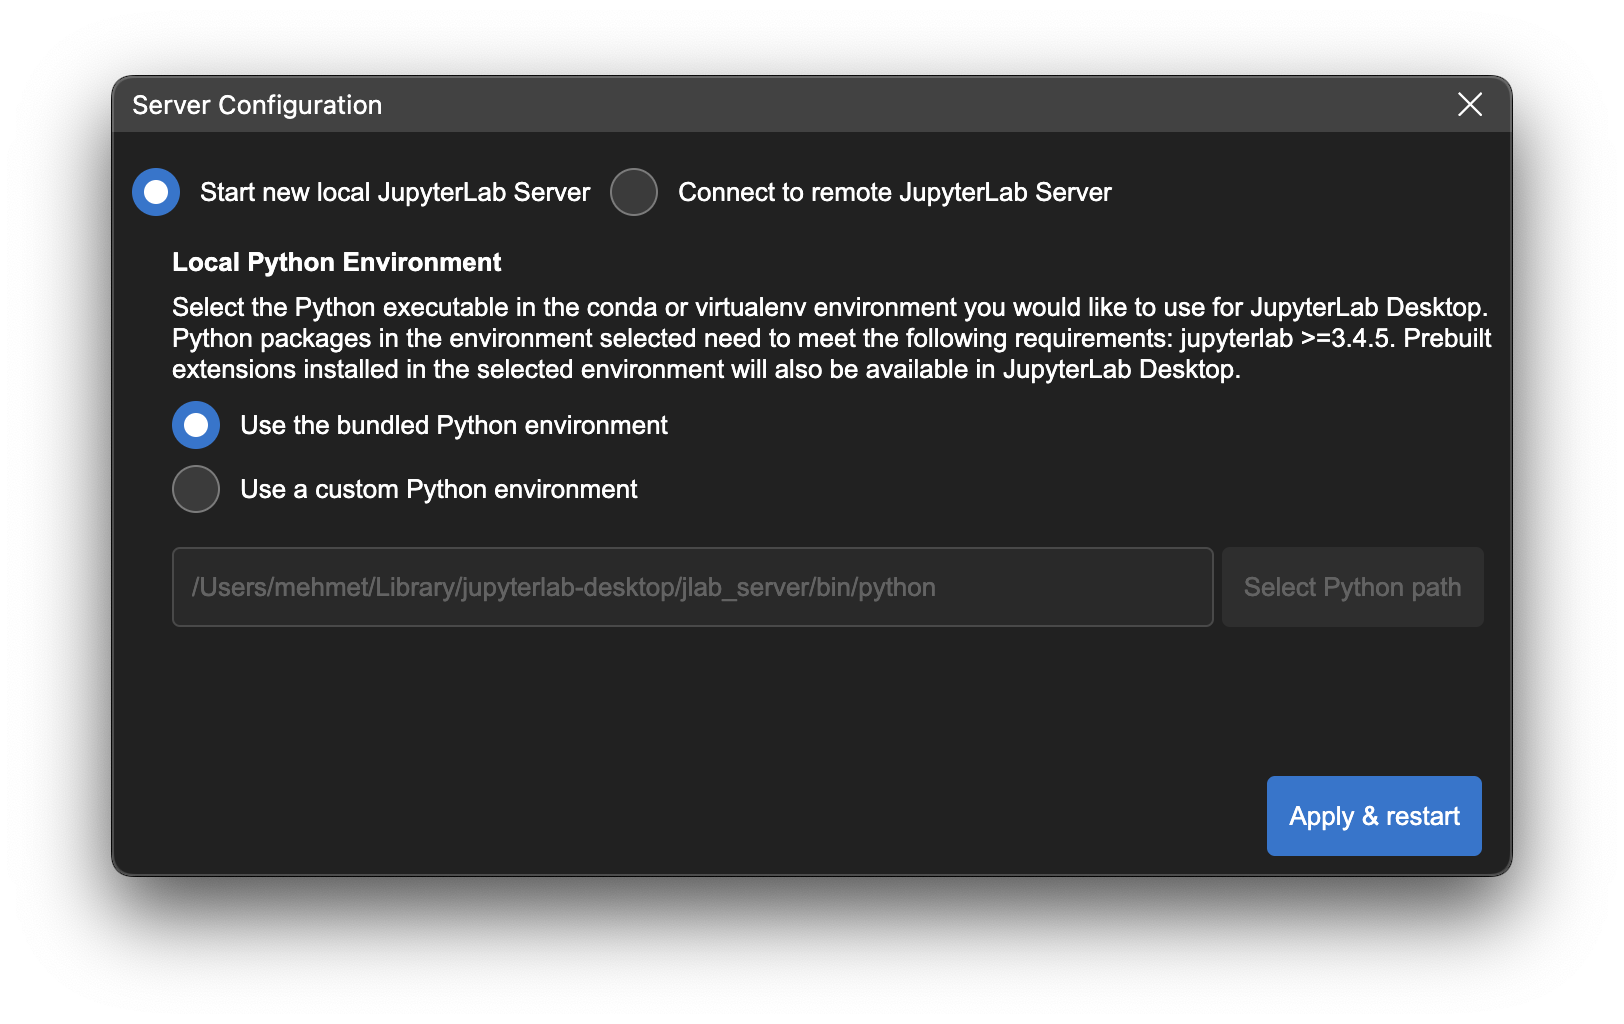 Server Configuration
Start new local JupyterLab Server Connect to remote JupyterLab Server
Local Python Environment
Select the Python executable in the conda or virtualenv environment you would like to use for JupyterLab Desktop.
Python packages in the environment selected need to meet the following requirements: jupyterlab >=3.4.5. Prebuilt
extensions installed in the selected environment will also be available in JupyterLab Desktop.
Use the bundled Python environment
Use a custom Python environment
/Users/mehmet/Library/jupyterlab-desktop/jlab_server/bin/python Select Python path
Apply & restart